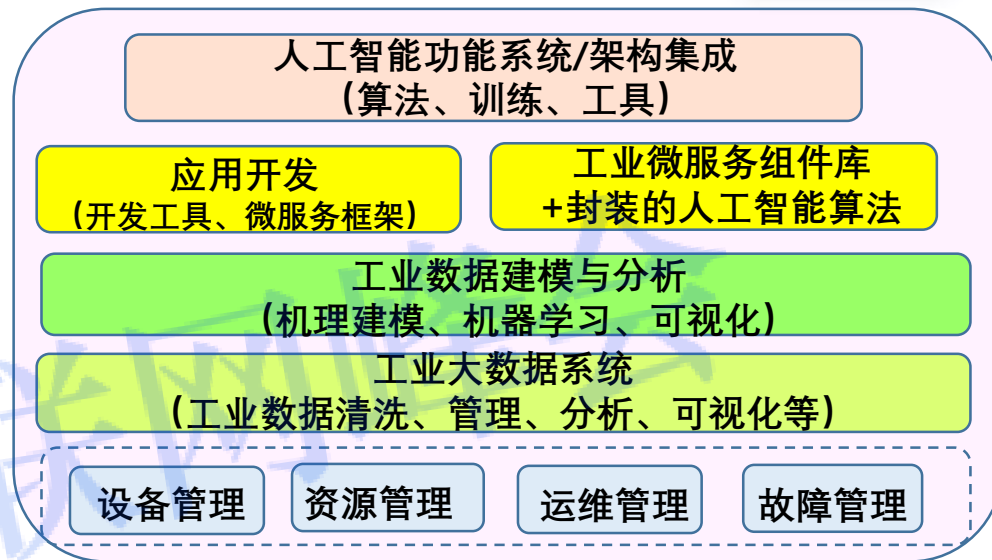 人工智能功能系统/架构集成
（算法、训练、工具）
应用开发
（开发工具、微服务框架）
工业微服务组件库
+封装的人工智能算法
工业数据建模与分析
（机理建模、机器学习、可视化）
工业大数据系统
（工业数据清洗、管理、分析、可视化等）
设备管理
资源管理
运维管理
故障管理
联网峰会